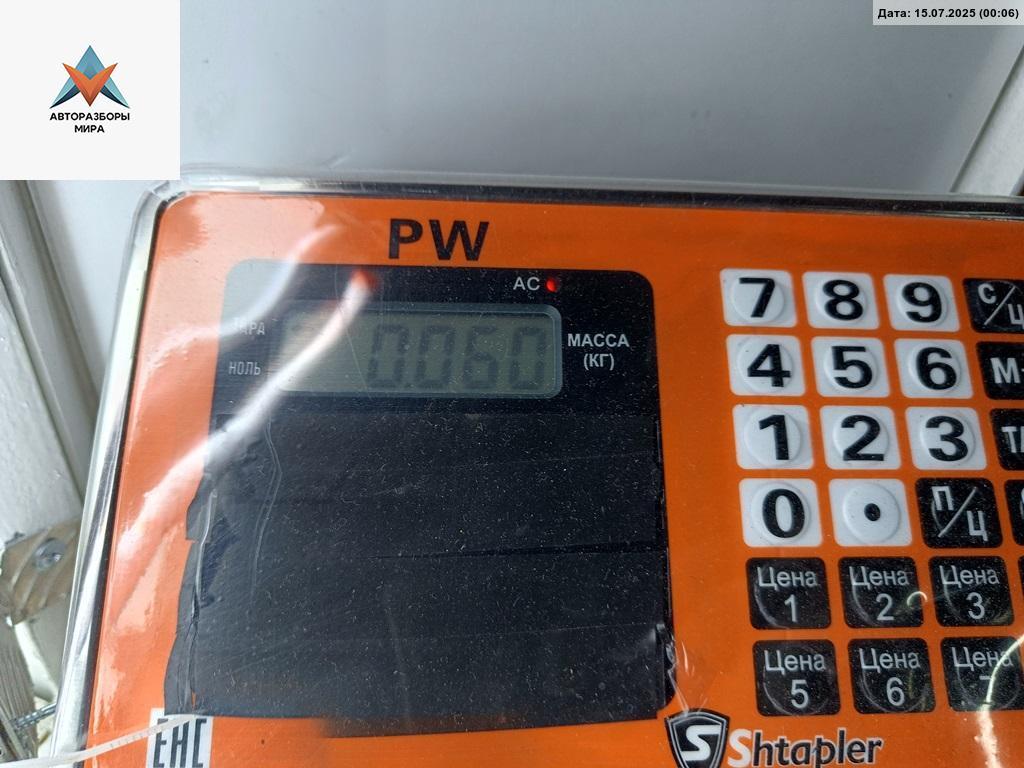 Дата: 15.07.2025 (00:06)
АВТОРАЗБОРЫ
МИРА
PW
AC
ТАРА
НОЛЬ
0.060
МАССА
(КГ)
7 8 9 С/Ц
4 5 6
1 2 3
0 . П/Ц
Цена 1 Цена 2 Цена 3
Цена 5 Цена 6 Цена 7
EAC
S Shtapler